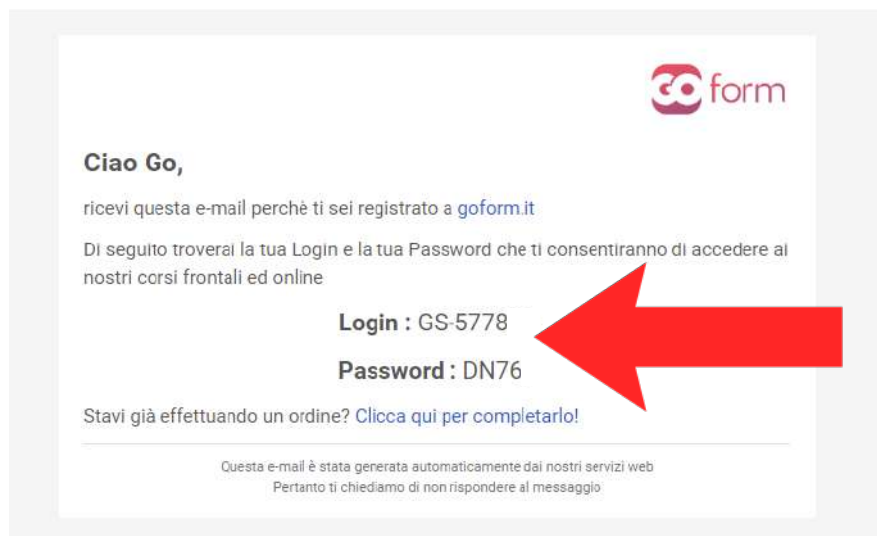 GO form
Ciao Go,
ricevi questa e-mail perchè ti sei registrato a goform.it
Di seguito troverai la tua Login e la tua Password che ti consentiranno di accedere ai
nostri corsi frontali ed online
Login : GS-5778
Password : DN76
Stavi già effettuando un ordine? Clicca qui per completarlo!
Questa e-mail è stata generata automaticamente dai nostri servizi web
Pertanto ti chiediamo di non rispondere al messaggio